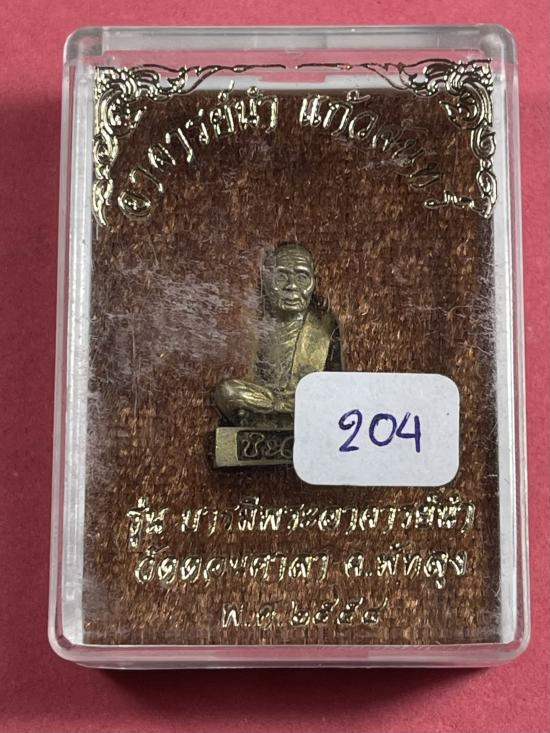 อาจารย์นำ แก้วจันทร์
204
รุ่น บารมีพระอาจารย์นำ
วัดดอนศาลา จ.พัทลุง
พ.ศ.๒๕๕๔